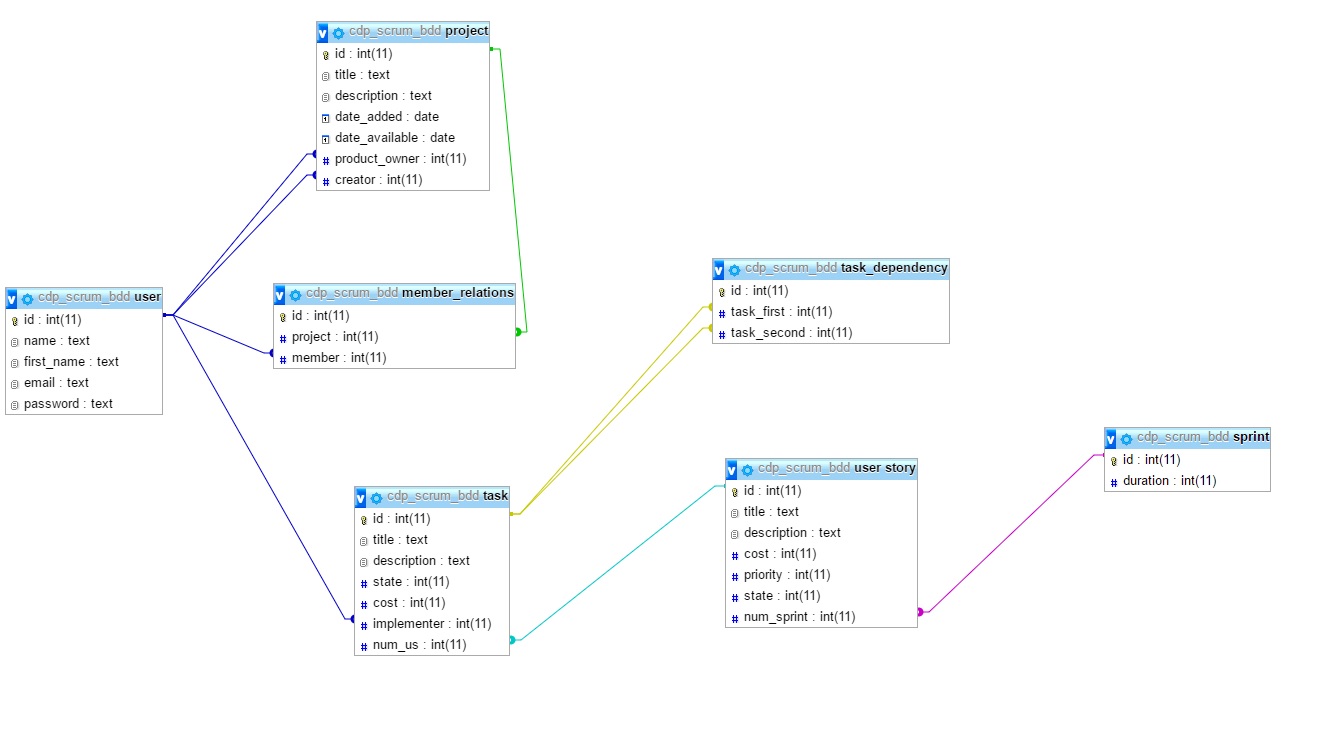 cdp_scrum_bdd project
id : int(11)
title : text
description : text
date_added : date
date_available : date
product_owner : int(11)
creator : int(11)
cdp_scrum_bdd user
id : int(11)
name : text
first_name : text
email : text
password : text
cdp_scrum_bdd member_relations
id : int(11)
project : int(11)
member : int(11)
cdp_scrum_bdd task_dependency
id : int(11)
task_first : int(11)
task_second : int(11)
cdp_scrum_bdd task
id : int(11)
title : text
description : text
state : int(11)
cost : int(11)
implementer : int(11)
num_us : int(11)
cdp_scrum_bdd user story
id : int(11)
title : text
description : text
cost : int(11)
priority : int(11)
state : int(11)
num_sprint : int(11)
cdp_scrum_bdd sprint
id : int(11)
duration : int(11)